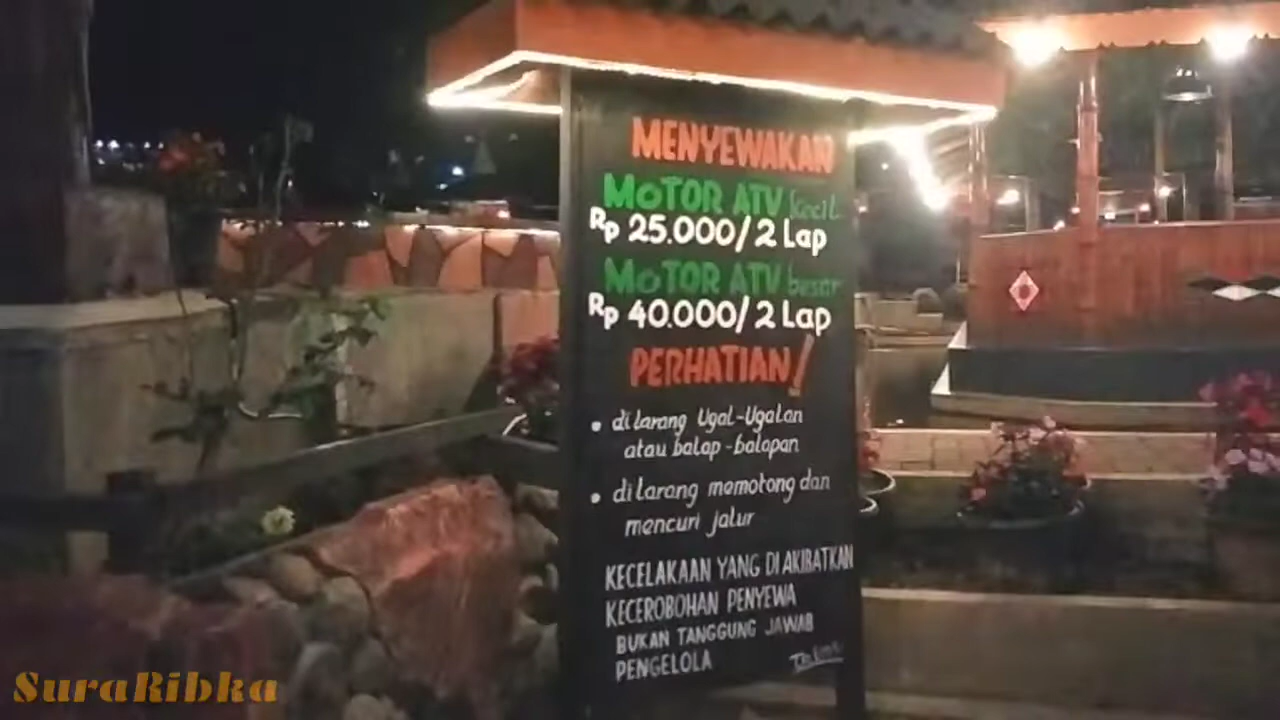 MENYEWAKAN
MOTOR ATV kecil
Rp 25.000/2 Lap
MOTOR ATV besar
Rp 40.000/2 Lap
PERHATIAN!
• dilarang Ugal-Ugalan
atau balap-balapan
• dilarang memotong dan
mencuri jalur
KECELAKAAN YANG DI AKIBATKAN
KECEROBOHAN PENYEWA
BUKAN TANGGUNG JAWAB
PENGELOLA
SuraRibka